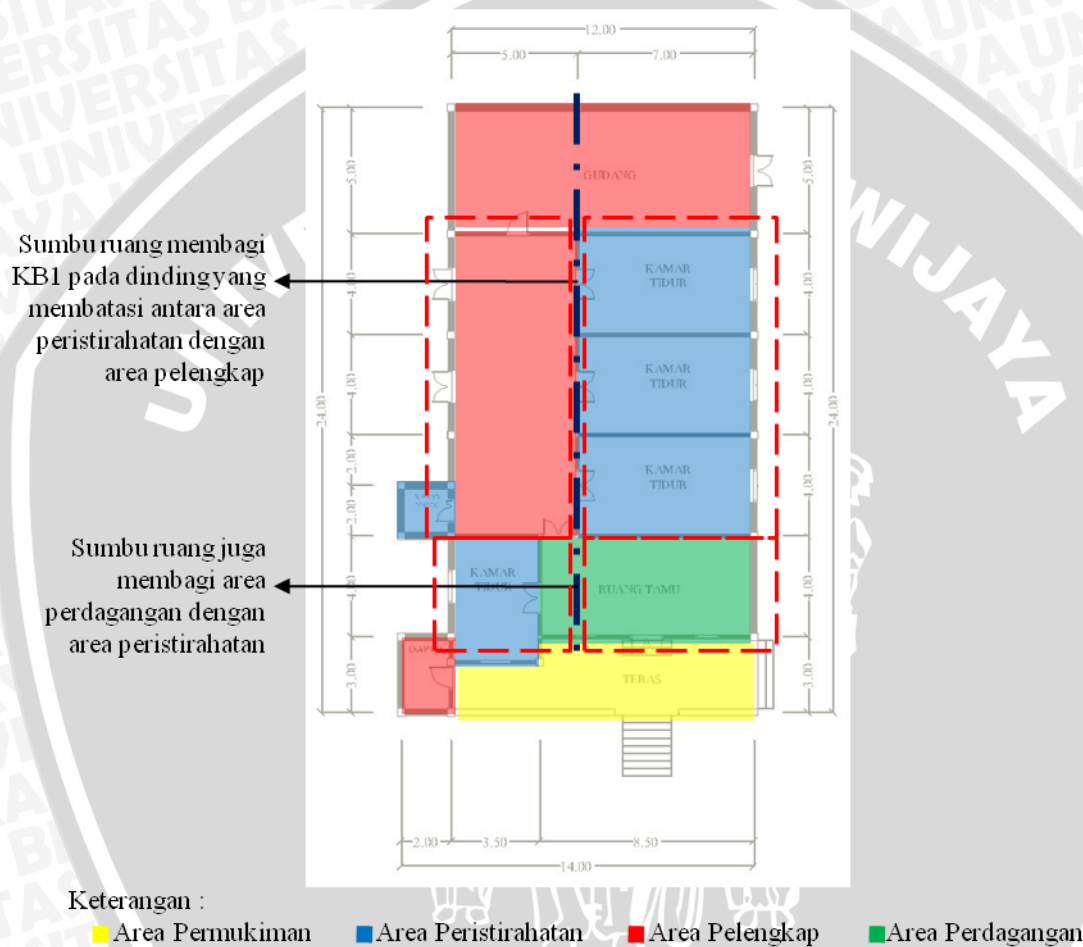 12.00
5.00 7.00
GUDANG
5.00 5.00
UNIVERSITAS BRAWIJAYA
Sumbu ruang membagi
KB1 pada dinding yang
membatasi antara area
peristirahatan dengan
area pelengkap
KAMAR
TIDUR
4.00 4.00
KAMAR
TIDUR
4.00 4.00
24.00 24.00
KAMAR
TIDUR
2.00 4.00
2.00
Sumbu ruang juga
membagi area
perdagangan dengan
area peristirahatan
KAMAR
TIDUR
RUANG TAMU
4.00 4.00
TERAS
3.00 3.00
2.00 3.50 8.50
14.00
Keterangan :
Area Permukiman Area Peristirahatan Area Pelengkap Area Perdagangan